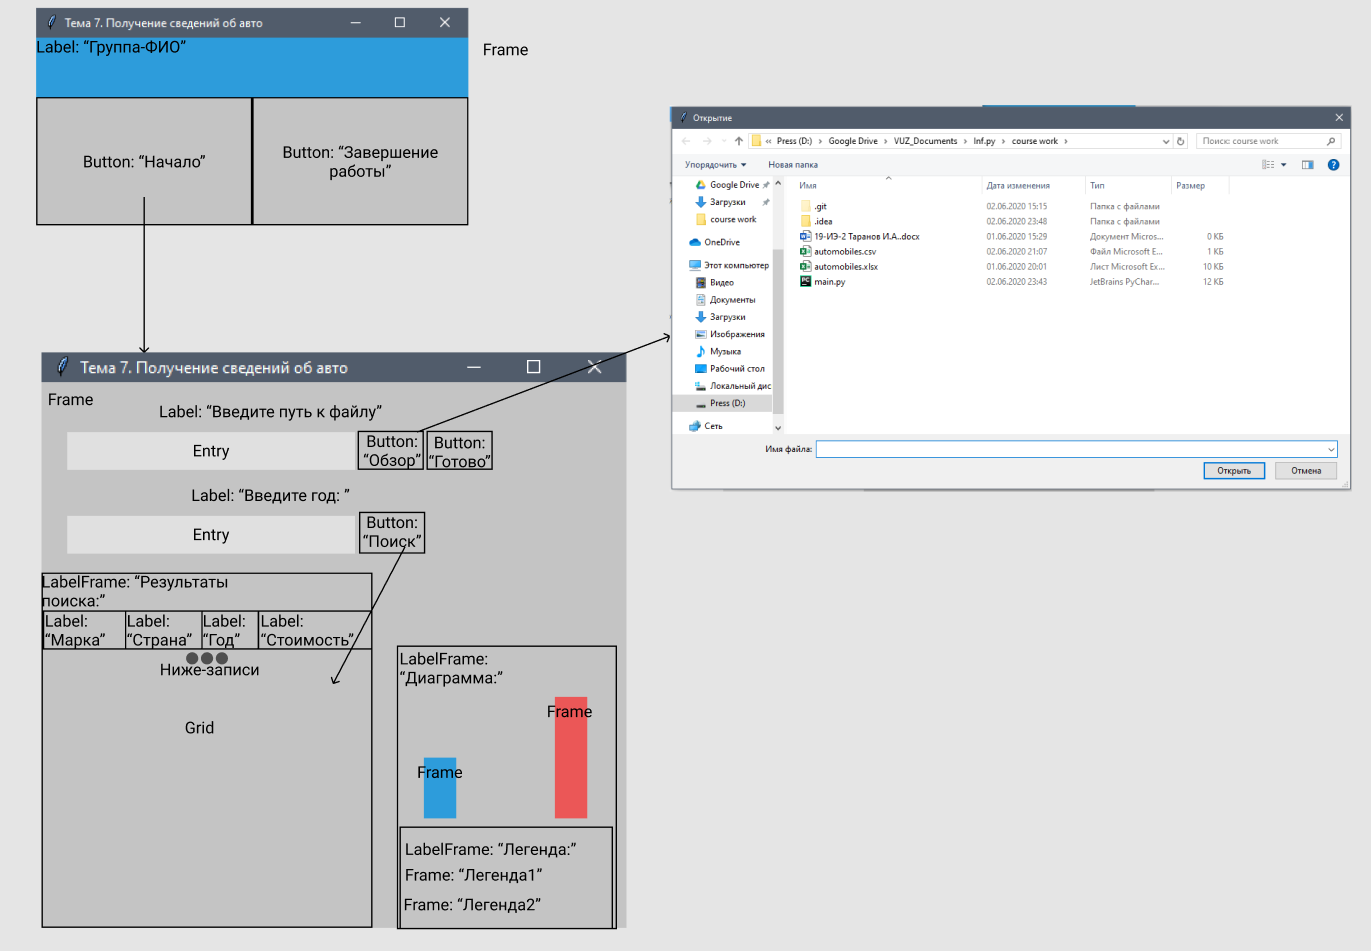 Тема 7. Получение сведений об авто
Label: “Группа-ФИО”
Frame
Button: “Начало”
Button: “Завершение
работы”
Тема 7. Получение сведений об авто
Frame
Label: “Введите путь к файлу”
Entry
Button:
“Обзор”
Button:
“Готово”
Label: “Введите год: ”
Entry
Button:
“Поиск”
LabelFrame: “Результаты
поиска:”
Label:
“Марка”
Label:
“Страна”
Label:
“Год”
Label:
“Стоимость”
Ниже-записи
Grid
LabelFrame:
“Диаграмма:”
Frame
Frame
LabelFrame: “Легенда:”
Frame: “Легенда1”
Frame: “Легенда2”
Открытие
« Press (D:) › Google Drive › VUZ_Documents › Inf.py › course work ›
Поиск: course work
Упорядочить
Новая папка
Google Drive
Загрузки
course work
OneDrive
Этот компьютер
Видео
Документы
Загрузки
Изображения
Музыка
Рабочий стол
Локальный дис
Press (D:)
Сеть
Имя Дата изменения Тип Размер
.git 02.06.2020 15:15 Папка с файлами
.idea 02.06.2020 23:48 Папка с файлами
19-ИЭ-2 Таранов И.А..docx 01.06.2020 15:29 Документ Micros... 0 КБ
automobiles.csv 02.06.2020 21:07 Файл Microsoft E... 1 КБ
automobiles.xlsx 01.06.2020 20:01 Лист Microsoft Ex... 10 КБ
main.py 02.06.2020 23:43 JetBrains PyChar... 12 КБ
Имя файла:
Открыть
Отмена